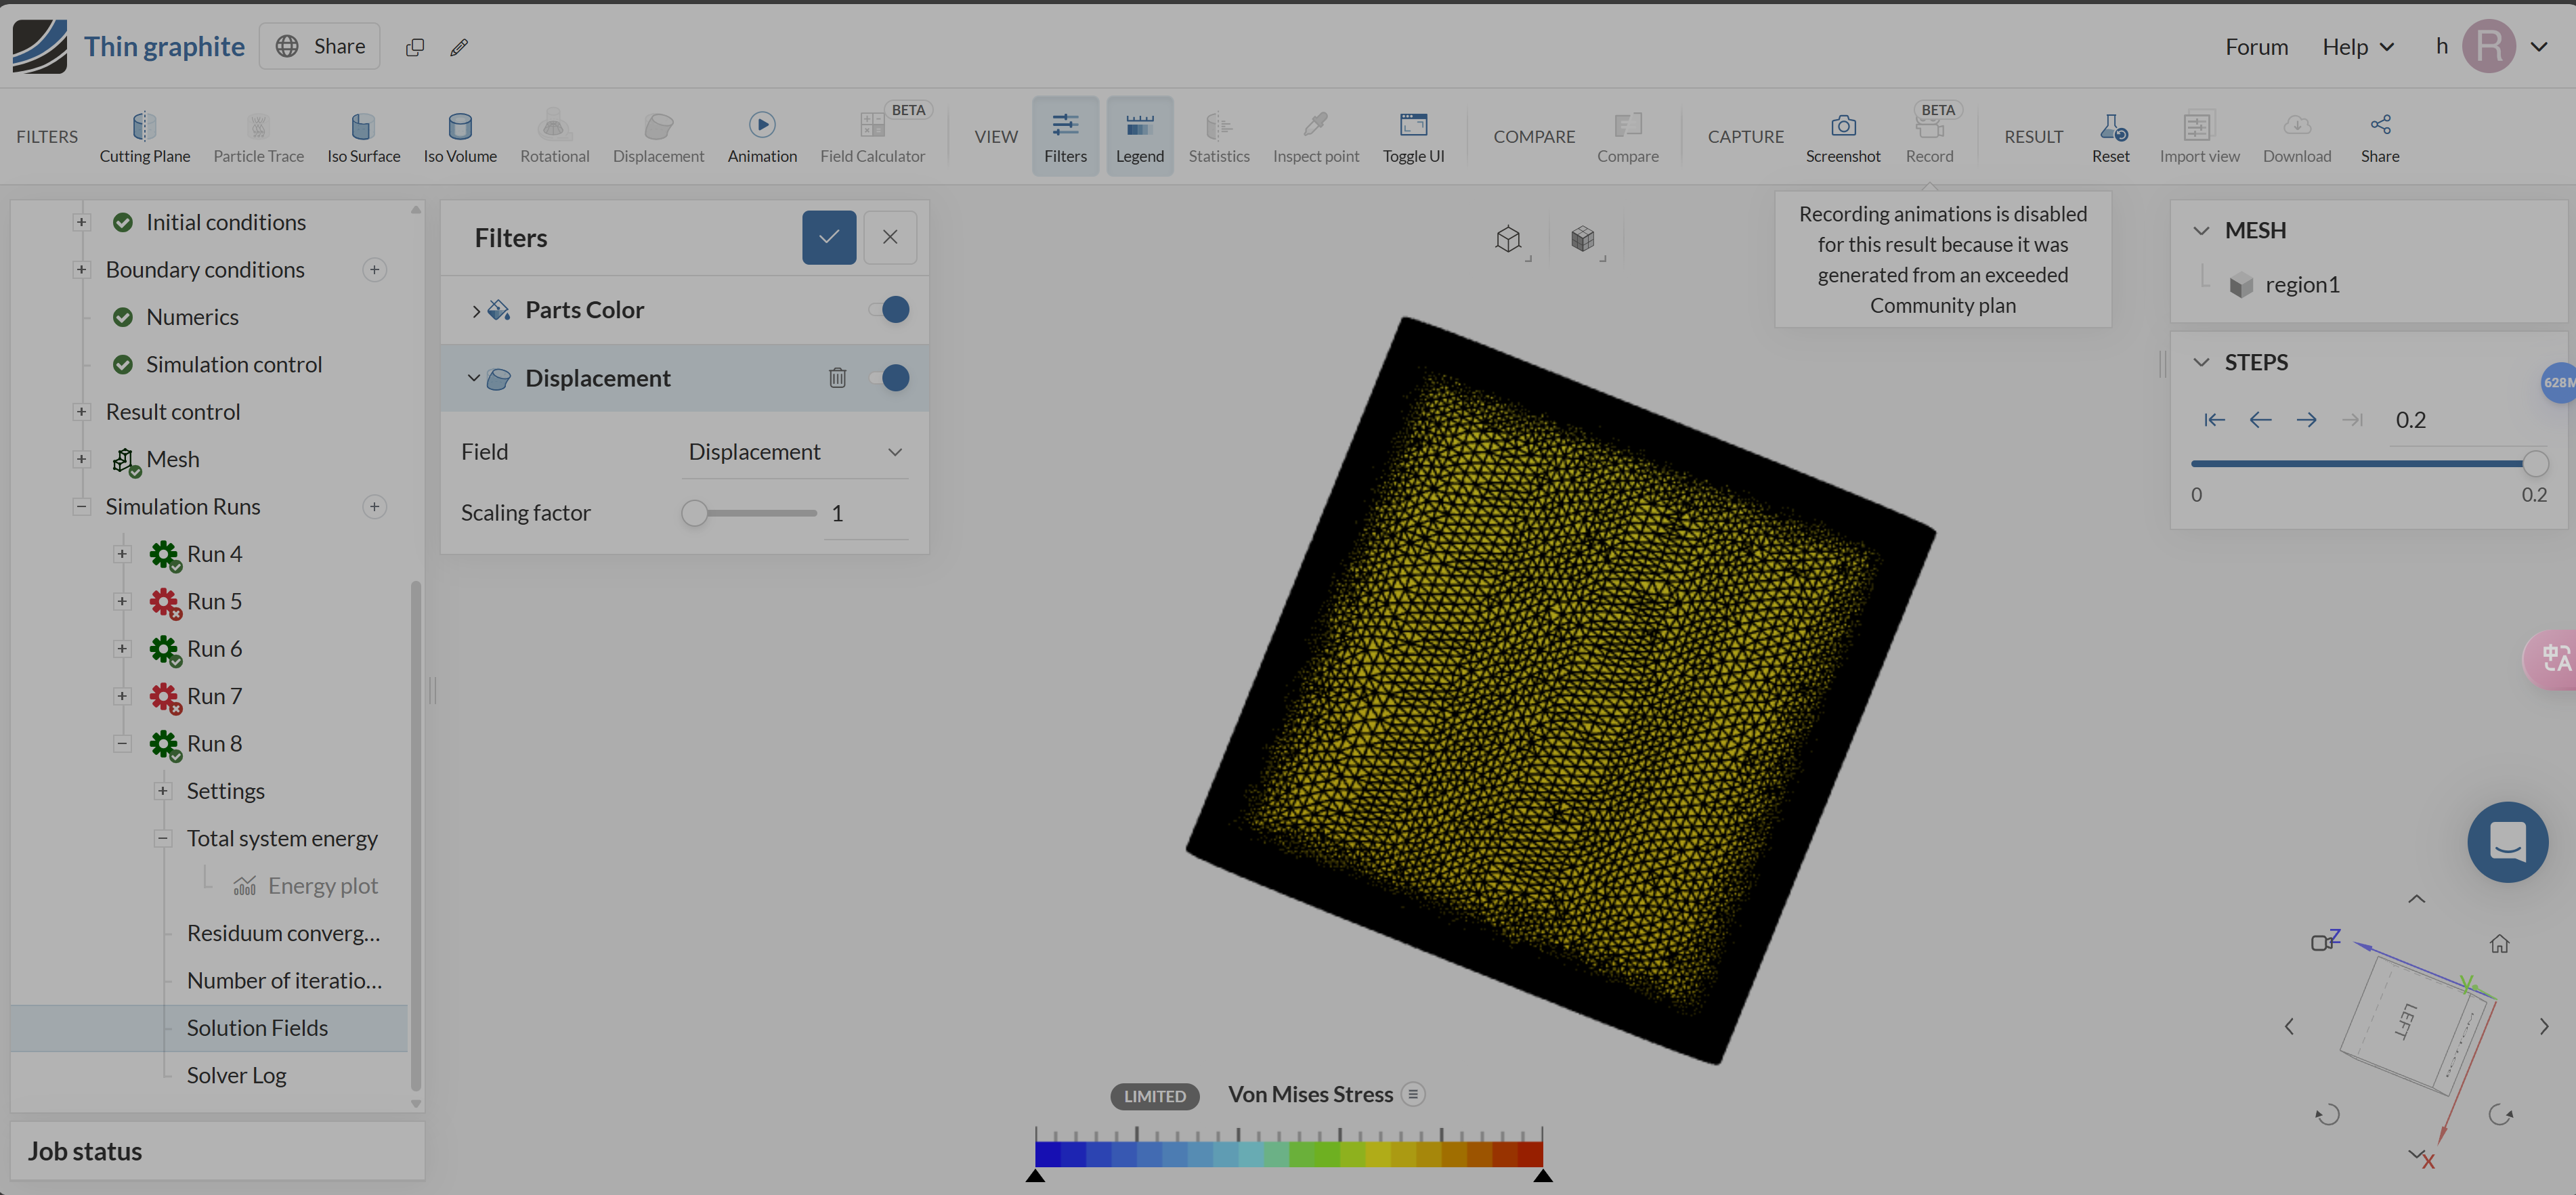 Thin graphite
Share
Forum
Help
h
R
FILTERS
Cutting Plane
Particle Trace
Iso Surface
Iso Volume
Rotational
Displacement
Animation
BETA
Field Calculator
VIEW
Filters
Legend
Statistics
Inspect point
Toggle UI
COMPARE
Compare
CAPTURE
Screenshot
BETA
Record
RESULT
Reset
Import view
Download
Share
Initial conditions
Boundary conditions
Numerics
Simulation control
Result control
Mesh
Simulation Runs
Run 4
Run 5
Run 6
Run 7
Run 8
Settings
Total system energy
Energy plot
Residuum converg...
Number of iteratio...
Solution Fields
Solver Log
Job status
Filters
Parts Color
Displacement
Field
Displacement
Scaling factor
1
Recording animations is disabled
for this result because it was
generated from an exceeded
Community plan
MESH
region1
STEPS
0.2
0
0.2
628M
中A
Z
Y
LEFT
X
LIMITED
Von Mises Stress